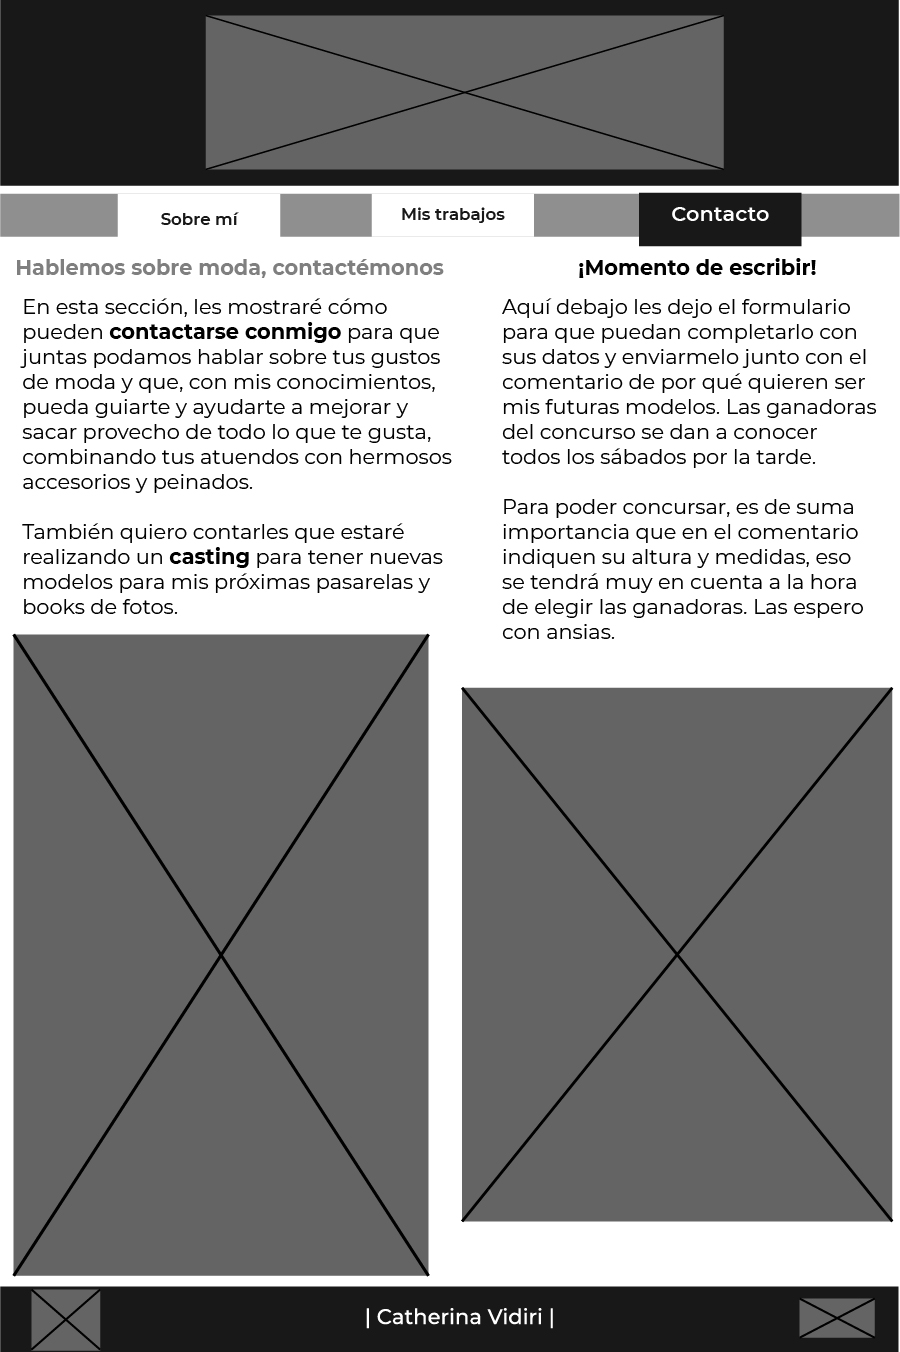 Sobre mí
Mis trabajos
Contacto
Hablemos sobre moda, contactémonos
En esta sección, les mostraré cómo
pueden contactarse conmigo para que
juntas podamos hablar sobre tus gustos
de moda y que, con mis conocimientos,
pueda guiarte y ayudarte a mejorar y
sacar provecho de todo lo que te gusta,
combinando tus atuendos con hermosos
accesorios y peinados.
También quiero contarles que estaré
realizando un casting para tener nuevas
modelos para mis próximas pasarelas y
books de fotos.
¡Momento de escribir!
Aquí debajo les dejo el formulario
para que puedan completarlo con
sus datos y enviarmelo junto con el
comentario de por qué quieren ser
mis futuras modelos. Las ganadoras
del concurso se dan a conocer
todos los sábados por la tarde.
Para poder concursar, es de suma
importancia que en el comentario
indiquen su altura y medidas, eso
se tendrá muy en cuenta a la hora
de elegir las ganadoras. Las espero
con ansias.
| Catherina Vidiri |